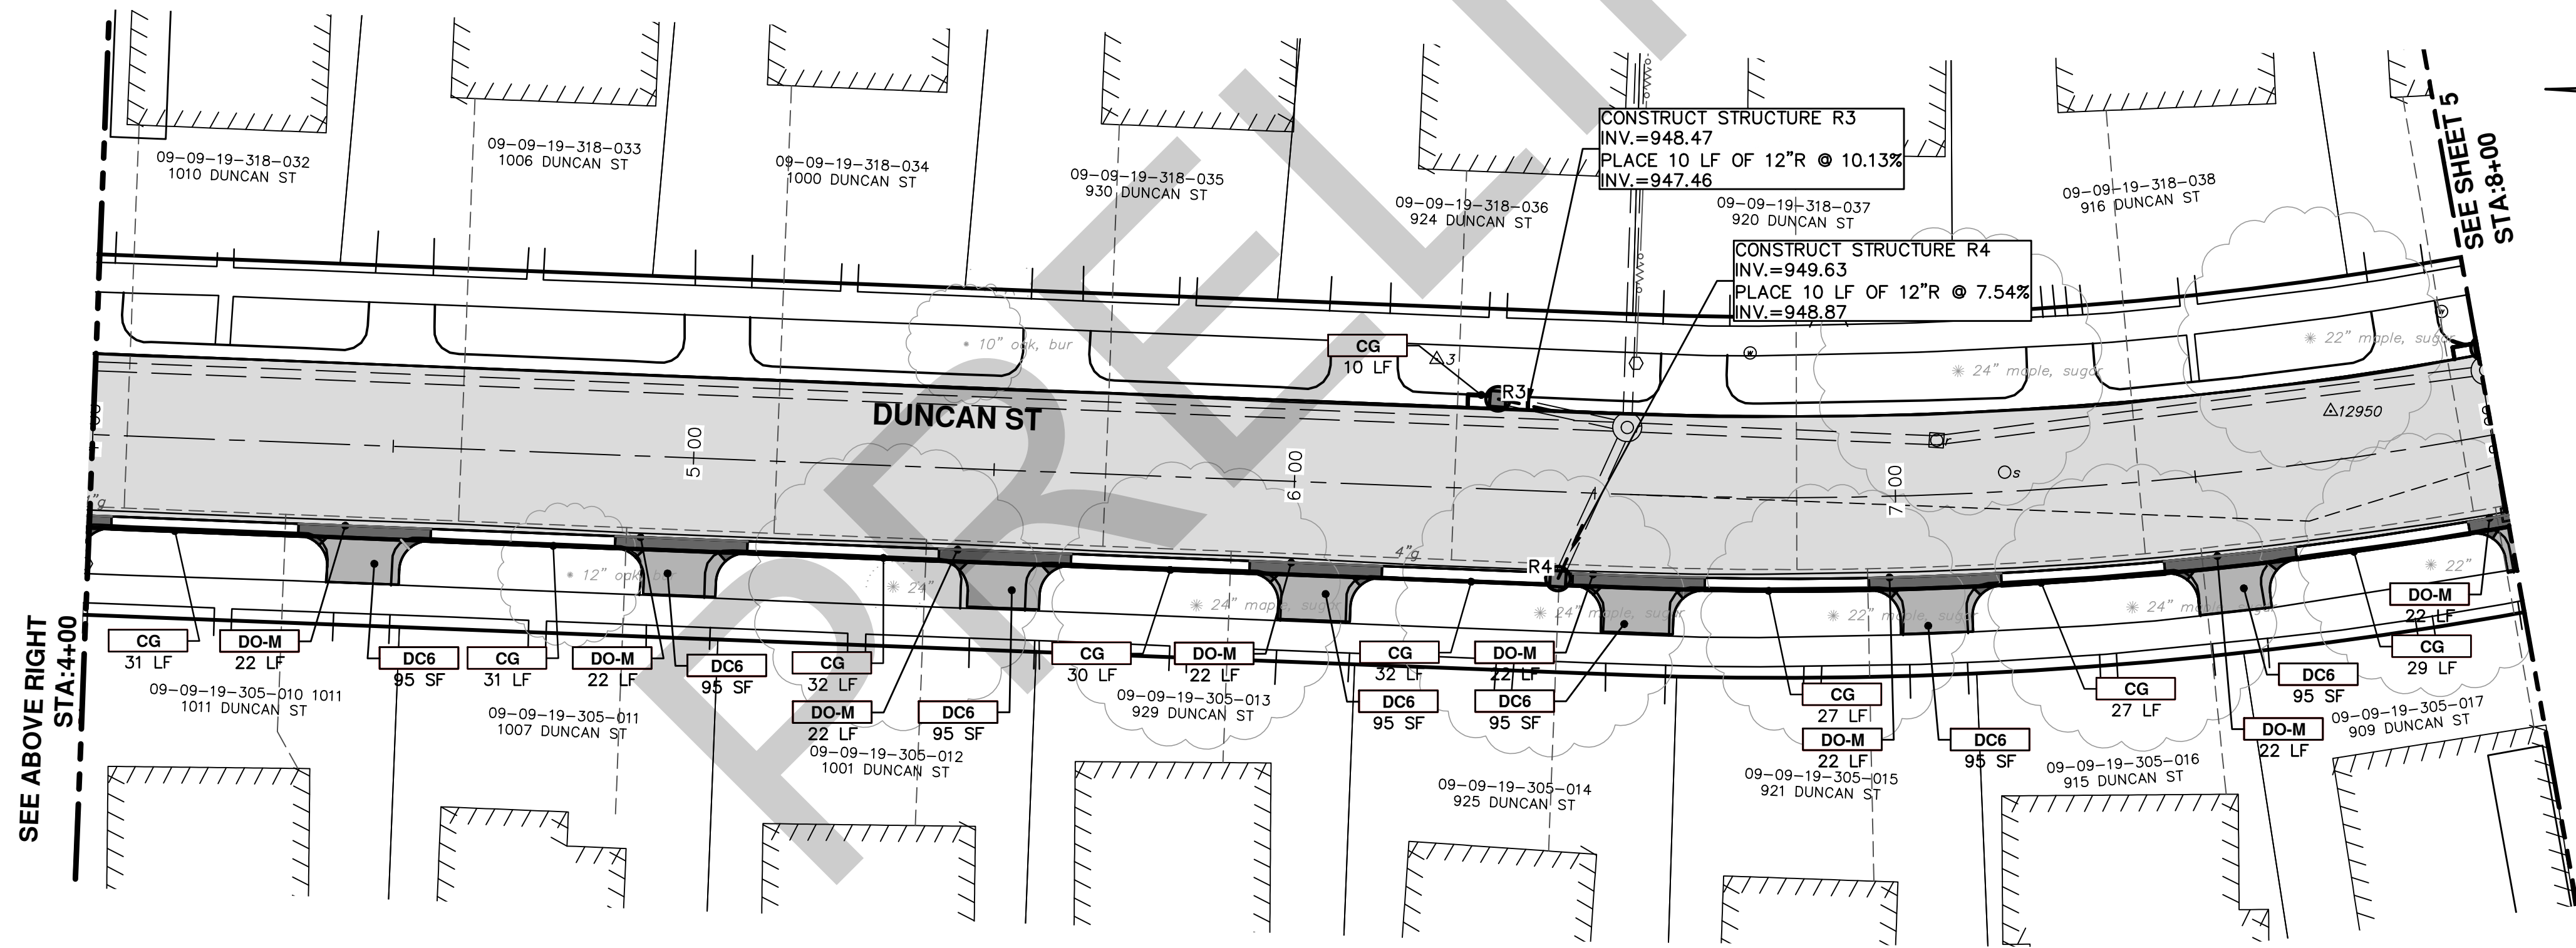 PRELI
SEE SHEET 5
STA:8+00
CONSTRUCT STRUCTURE R3
INV.=948.47
PLACE 10 LF OF 12"R @ 10.13%
INV.=947.46
09-09-19-318-032
1010 DUNCAN ST
09-09-19-318-033
1006 DUNCAN ST
09-09-19-318-034
1000 DUNCAN ST
09-09-19-318-035
930 DUNCAN ST
09-09-19-318-036
924 DUNCAN ST
09-09-19-318-037
920 DUNCAN ST
09-09-19-318-038
916 DUNCAN ST
CONSTRUCT STRUCTURE R4
INV.=949.63
PLACE 10 LF OF 12"R @ 7.54%
INV.=948.87
10" oak, bur
CG
10 LF
3
w
w
24" maple, sugar
22" maple, sugar
R3
DUNCAN ST
12950
r
s
5+00
6+00
7+00
"g
4"g
R4
12" oak, bur
24"
24" maple, sugar
24" maple, sugar
22" maple, sugar
24" maple, sugar
22"
SEE ABOVE RIGHT
STA:4+00
CG
31 LF
DO-M
22 LF
DC6
95 SF
CG
31 LF
DO-M
22 LF
DC6
95 SF
CG
32 LF
DO-M
22 LF
DC6
95 SF
CG
30 LF
DO-M
22 LF
DC6
95 SF
CG
32 LF
DO-M
22 LF
DC6
95 SF
CG
27 LF
DO-M
22 LF
DC6
95 SF
CG
27 LF
DO-M
22 LF
DC6
95 SF
CG
29 LF
DO-M
22 LF
09-09-19-305-010 1011
1011 DUNCAN ST
09-09-19-305-011
1007 DUNCAN ST
09-09-19-305-012
1001 DUNCAN ST
09-09-19-305-013
929 DUNCAN ST
09-09-19-305-014
925 DUNCAN ST
09-09-19-305-015
921 DUNCAN ST
09-09-19-305-016
915 DUNCAN ST
09-09-19-305-017
909 DUNCAN ST